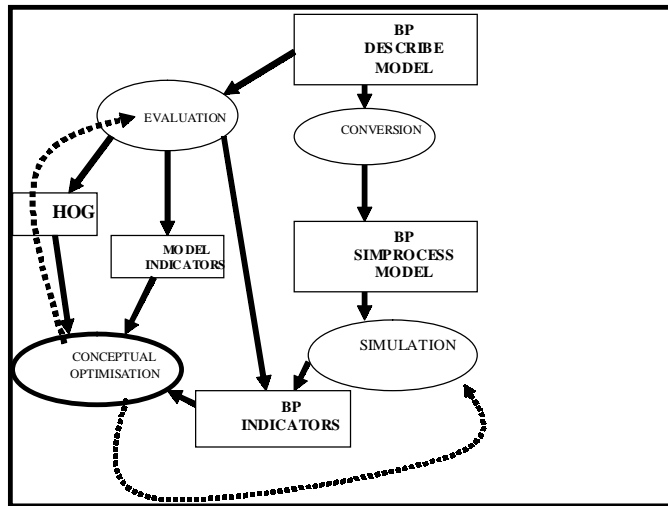 BP
DESCRIBE
MODEL
EVALUATION
CONVERSION
HOG
MODEL
INDICATORS
BP
SIMPROCESS
MODEL
CONCEPTUAL
OPTIMISATION
SIMULATION
BP
INDICATORS